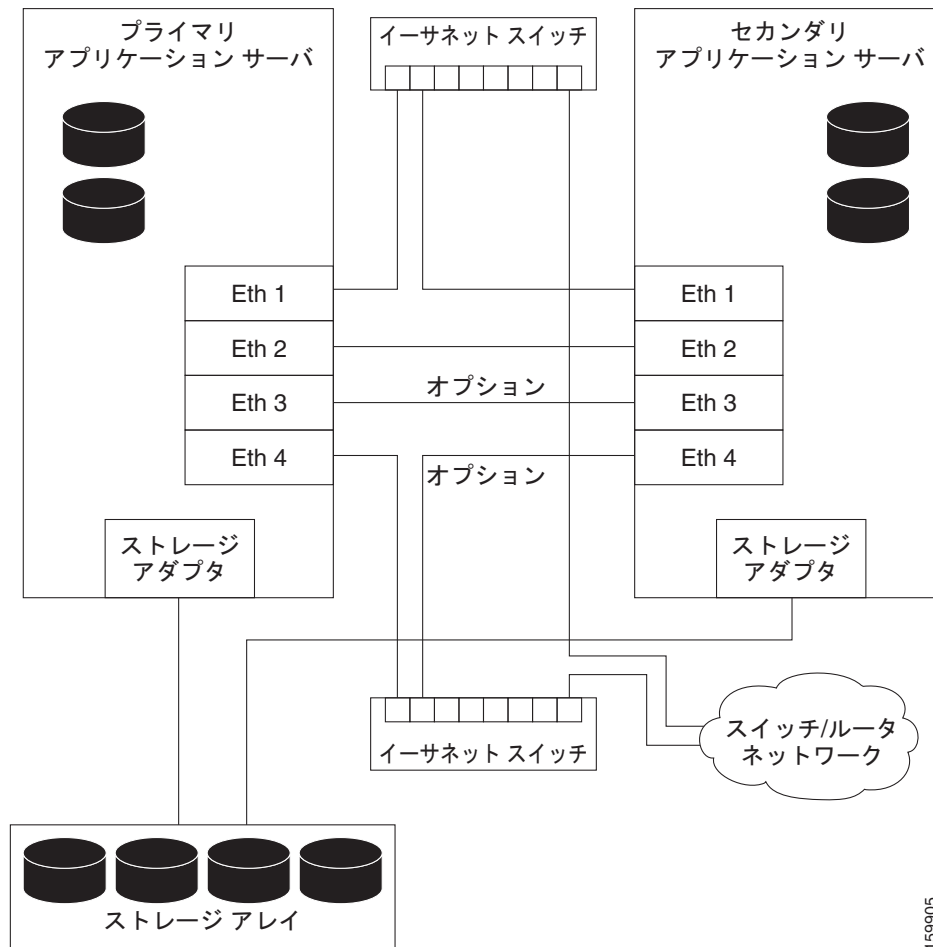 プライマリ
アプリケーション サーバ
イーサネット スイッチ
セカンダリ
アプリケーション サーバ
Eth 1
Eth 2
Eth 3
Eth 4
Eth 1
Eth 2
Eth 3
Eth 4
オプション
オプション
ストレージ
アダプタ
ストレージ
アダプタ
イーサネット スイッチ
スイッチ/ルータ
ネットワーク
ストレージ アレイ
159905